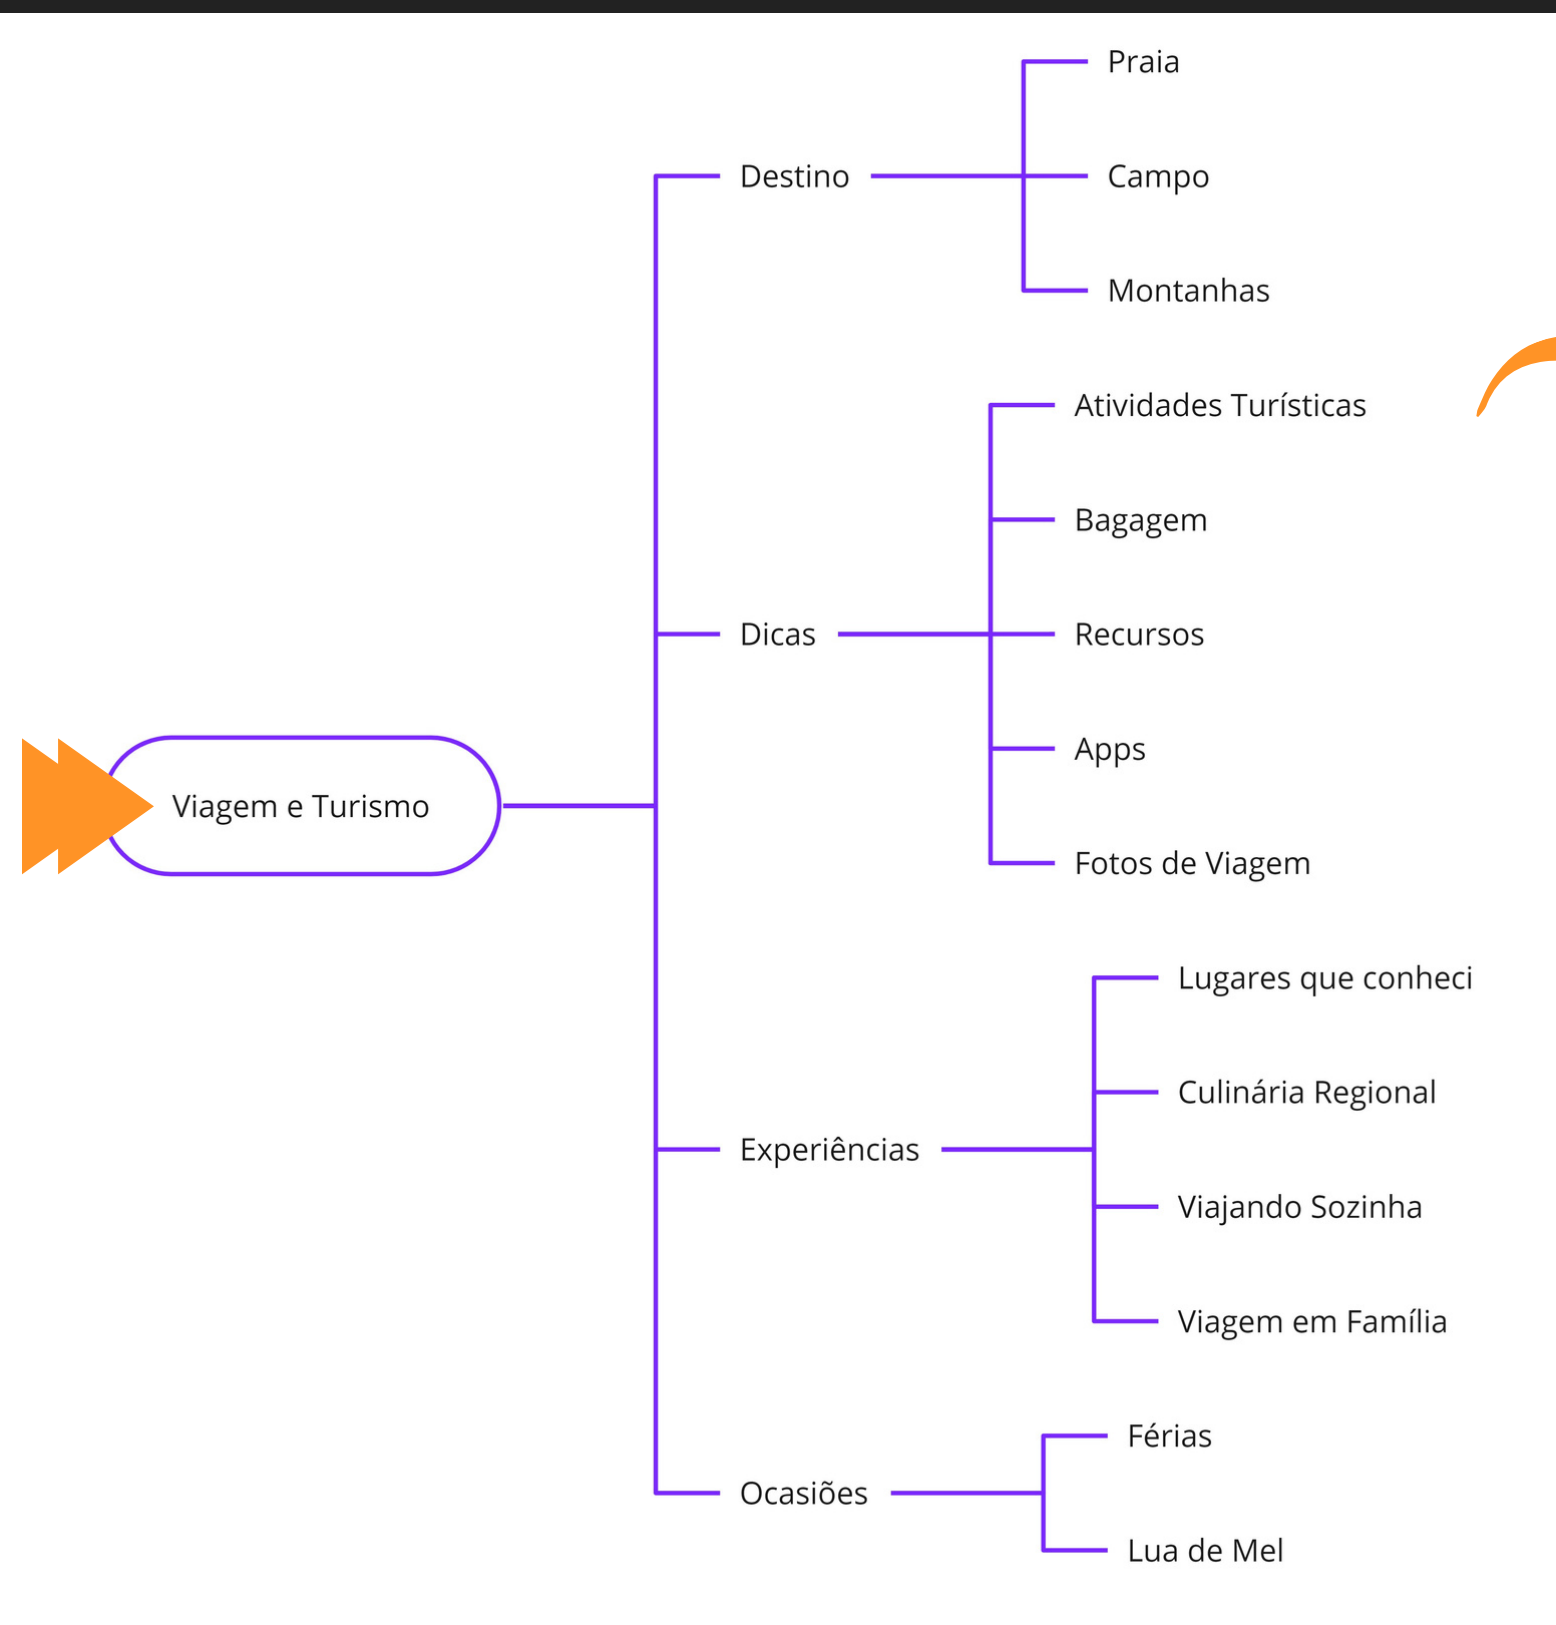 Viagem e Turismo
Destino
Praia
Campo
Montanhas
Dicas
Atividades Turísticas
Bagagem
Recursos
Apps
Fotos de Viagem
Experiências
Lugares que conheci
Culinária Regional
Viajando Sozinha
Viagem em Família
Ocasiões
Férias
Lua de Mel